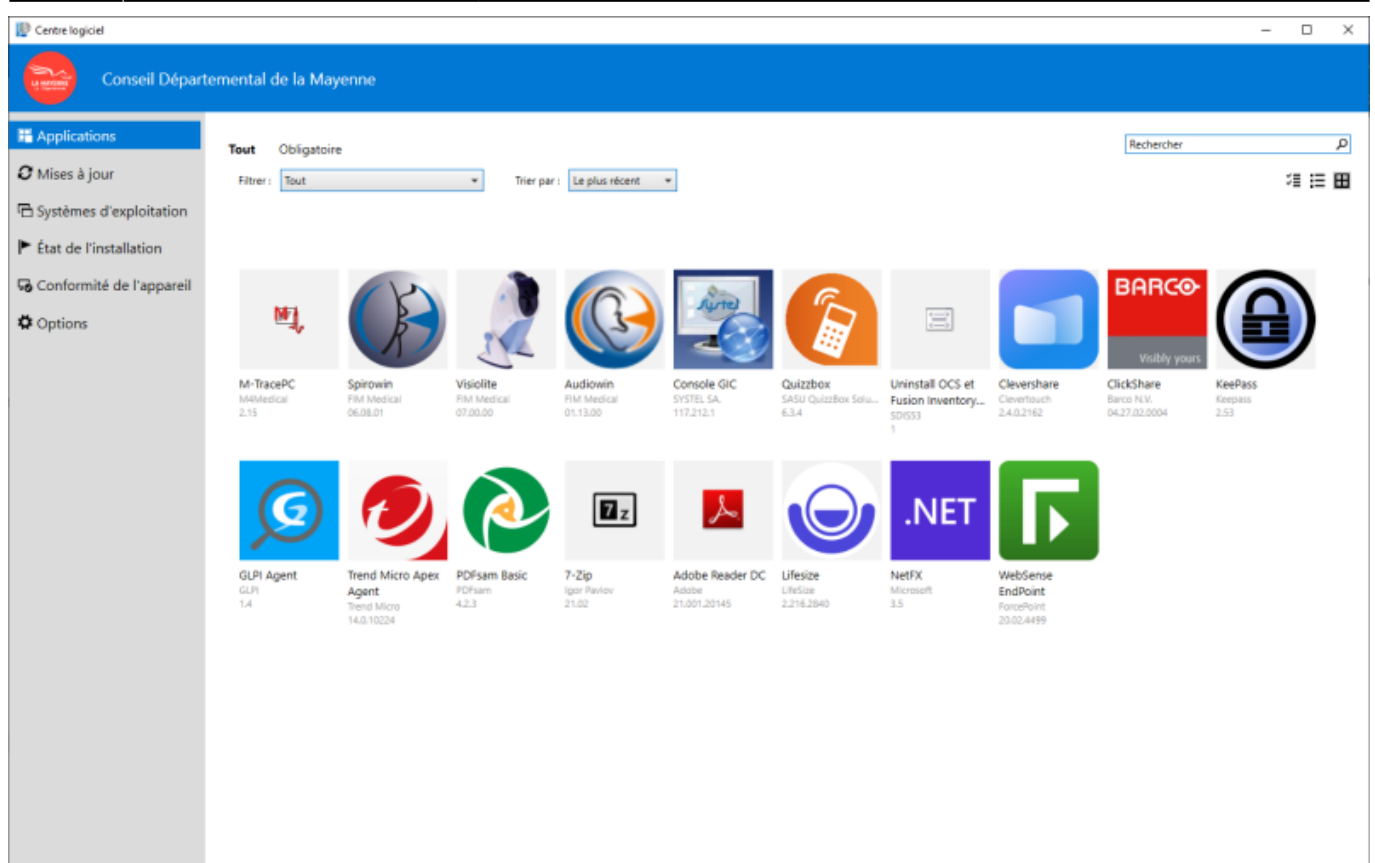 Centre logiciel
LA MAYENNE
Conseil Départemental de la Mayenne
Applications
Mises à jour
Systèmes d'exploitation
État de l'installation
Conformité de l'appareil
Options
Tout Obligatoire
Rechercher
Filtrer : Tout Trier par : Le plus récent
Systel
BARCO
Visibly yours
M-TracePC
M4Medical
2.15
Spirowin
FIM Medical
06.08.01
Visiolite
FIM Medical
07.00.00
Audiowin
FIM Medical
01.13.00
Console GIC
SYSTEL SA.
117.212.1
Quizzbox
SASU QuizzBox Solu...
6.3.4
Uninstall OCS et
Fusion Inventory...
SDIS53
1
Clevershare
Clevertouch
2.4.0.2162
ClickShare
Barco N.V.
04.27.02.0004
KeePass
Keepass
2.53
7z
.NET
GLPI Agent
GLPI
1.4
Trend Micro Apex
Agent
Trend Micro
14.0.10224
PDFsam Basic
PDFsam
4.2.3
7-Zip
Igor Pavlov
21.02
Adobe Reader DC
Adobe
21.001.20145
Lifesize
LifeSize
2.216.2840
NetFX
Microsoft
3.5
WebSense
EndPoint
ForcePoint
20.02.4499